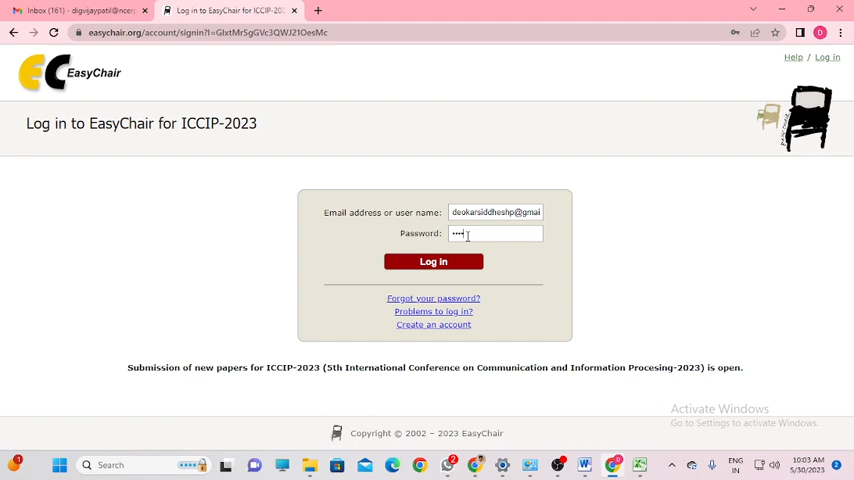 Inbox (161) - digvijaypatil@ncer
Log in to EasyChair for ICCIP-202
easychair.org/account/signin?l=GIxtMrSgGVc3QWJ21OesMc
Help / Log in
EC EasyChair
Log in to EasyChair for ICCIP-2023
Email address or user name: deokarsiddheshp@gmai
Password: ••••
Log in
Forgot your password?
Problems to log in?
Create an account
Submission of new papers for ICCIP-2023 (5th International Conference on Communication and Information Procesing-2023) is open.
Activate Windows
Go to Settings to activate Windows.
Copyright © 2002 – 2023 EasyChair
Search
ENG
IN
10:03 AM
5/30/2023